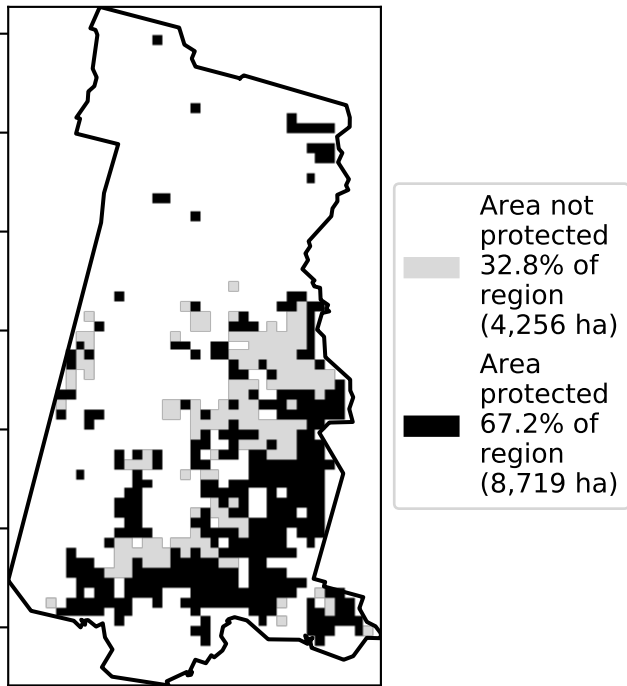 Area not
protected
32.8% of
region
(4,256 ha)
Area
protected
67.2% of
region
(8,719 ha)